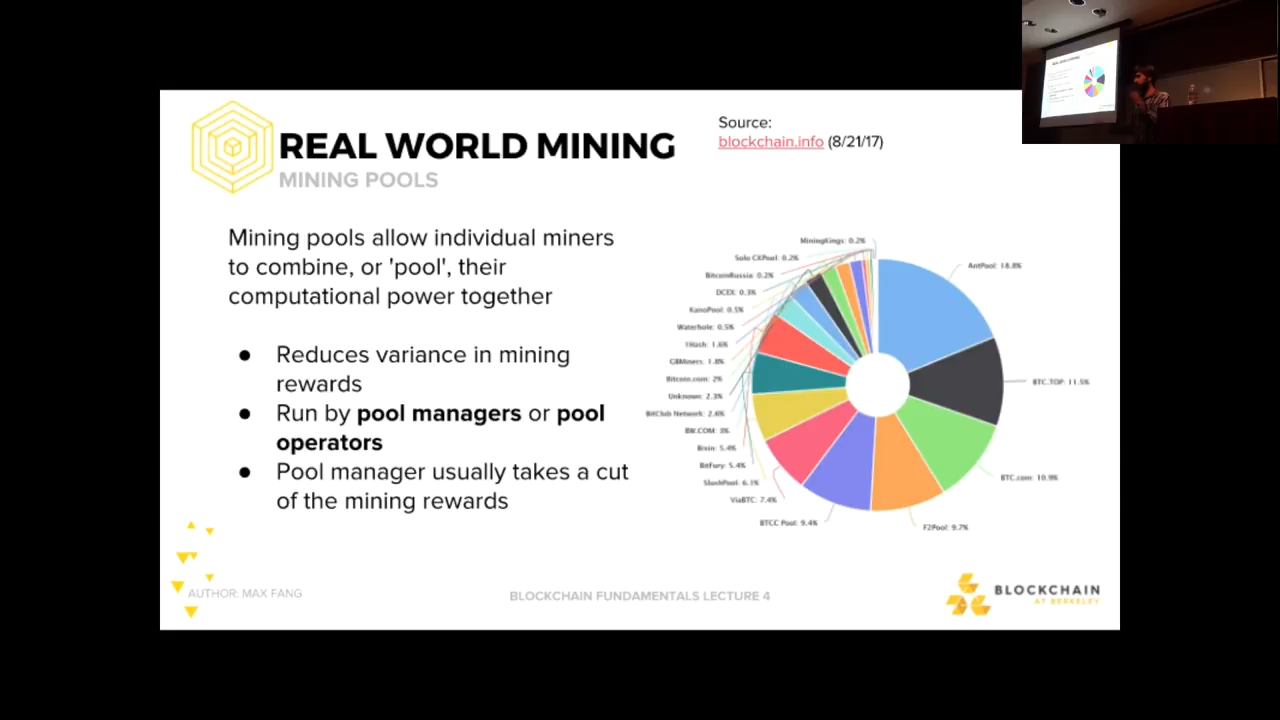 REAL WORLD MINING
MINING POOLS
Source:
blockchain.info (8/21/17)
Mining pools allow individual miners
to combine, or 'pool', their
computational power together
● Reduces variance in mining
rewards
● Run by pool managers or pool
operators
● Pool manager usually takes a cut
of the mining rewards
MiningKings: 0.2%
Solo CKPool: 0.2%
BitcoinRussia: 0.2%
DCEX: 0.3%
KanoPool: 0.5%
Waterhole: 0.5%
1Hash: 1.6%
GBMiners: 1.8%
Bitcoin.com: 2%
Unknown: 2.3%
BitClub Network: 2.6%
BW.COM: 3%
Bixin: 5.4%
BitFury: 5.4%
SlushPool: 6.1%
ViaBTC: 7.4%
BTCC Pool: 9.4%
F2Pool: 9.7%
BTC.com: 10.9%
BTC.TOP: 11.5%
AntPool: 18.8%
AUTHOR: MAX FANG
BLOCKCHAIN FUNDAMENTALS LECTURE 4
BLOCKCHAIN
AT BERKELEY